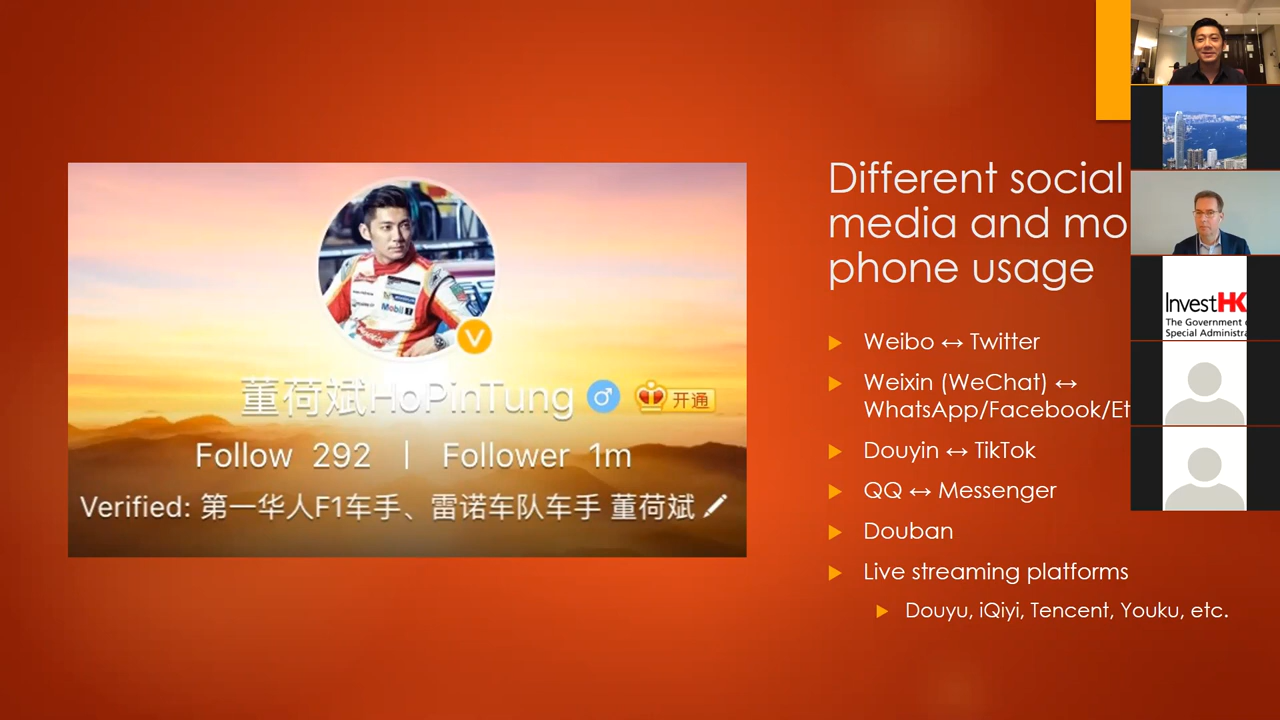 Different social
media and mo
phone usage
Weibo ↔ Twitter
Weixin (WeChat) ↔
WhatsApp/Facebook/Et
Douyin ↔ TikTok
QQ ↔ Messenger
Douban
Live streaming platforms
Douyu, iQiyi, Tencent, Youku, etc.
Mobil 1
董荷斌HoPinTung ♂ 开通
Follow 292 | Follower 1m
Verified: 第一华人F1车手、雷诺车队车手 董荷斌
InvestHK
The Government
Special Administra